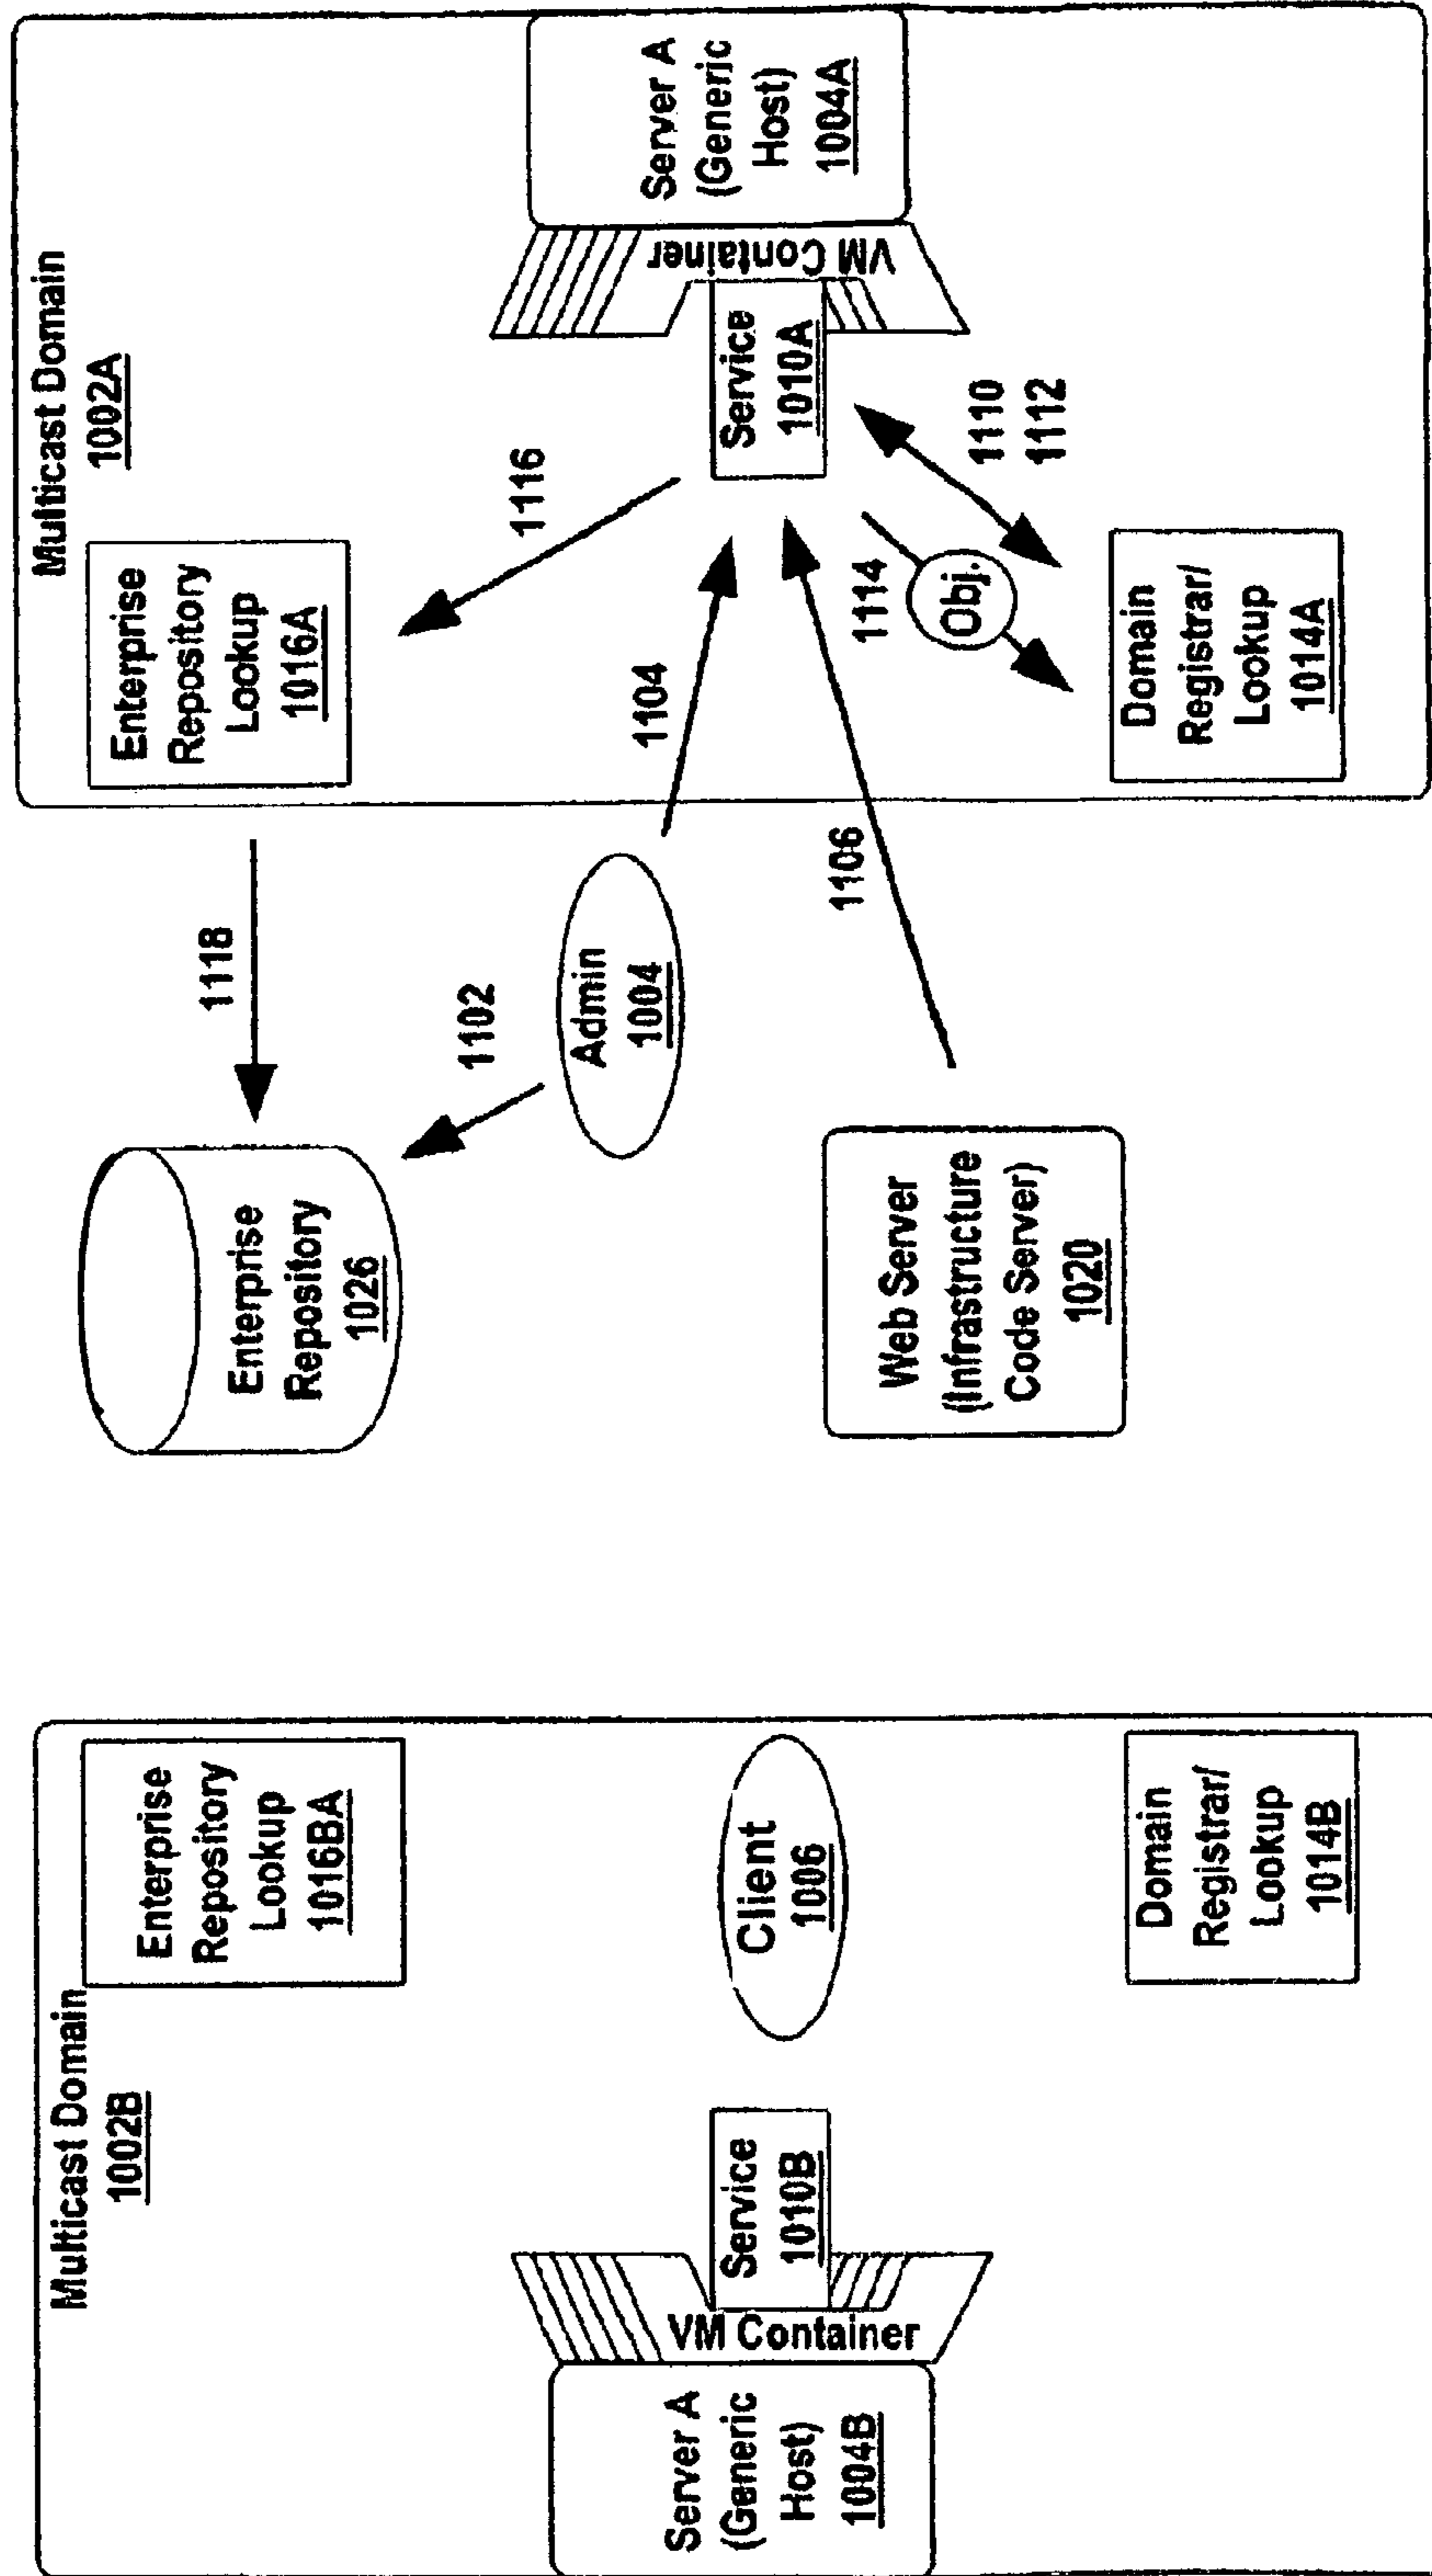 Multicast Domain
1002B
Enterprise
Repository
Lookup
1016BA
Server A
(Generic
Host)
1004B
VM Container
Service
1010B
Client
1006
Domain
Registrar/
Lookup
1014B
Enterprise
Repository
1026
1118
1102
Admin
1004
Web Server
(Infrastructure
Code Server)
1020
1104
1106
Multicast Domain
1002A
Enterprise
Repository
Lookup
1016A
1116
Service
1010A
VM Container
Server A
(Generic
Host)
1004A
1114
Obj.
1110
1112
Domain
Registrar/
Lookup
1014A